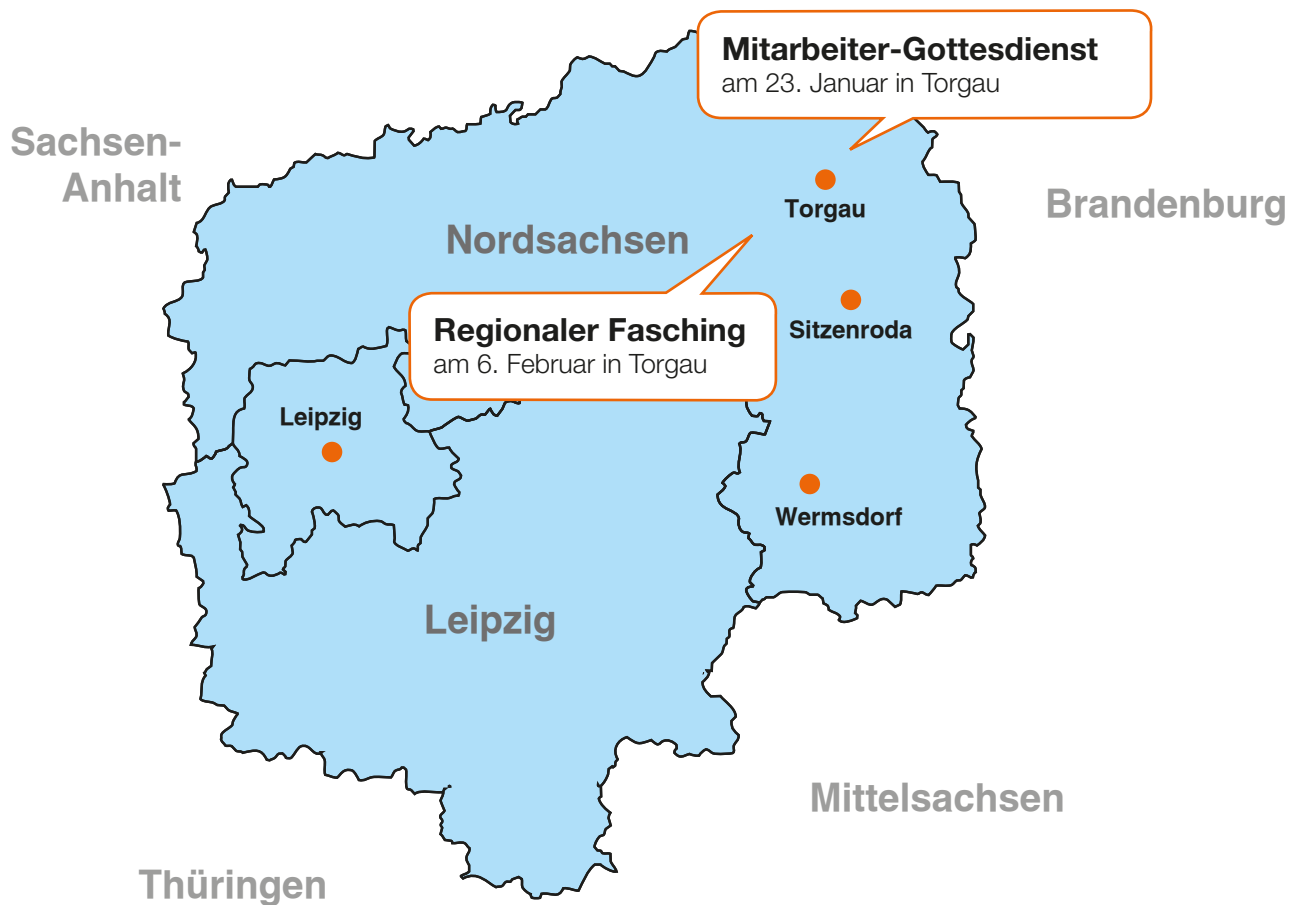 Mitarbeiter-Gottesdienst
am 23. Januar in Torgau
Sachsen-
Anhalt
Brandenburg
Torgau
Nordsachsen
Regionaler Fasching
am 6. Februar in Torgau
Sitzenroda
Leipzig
Wermsdorf
Leipzig
Mittelsachsen
Thüringen